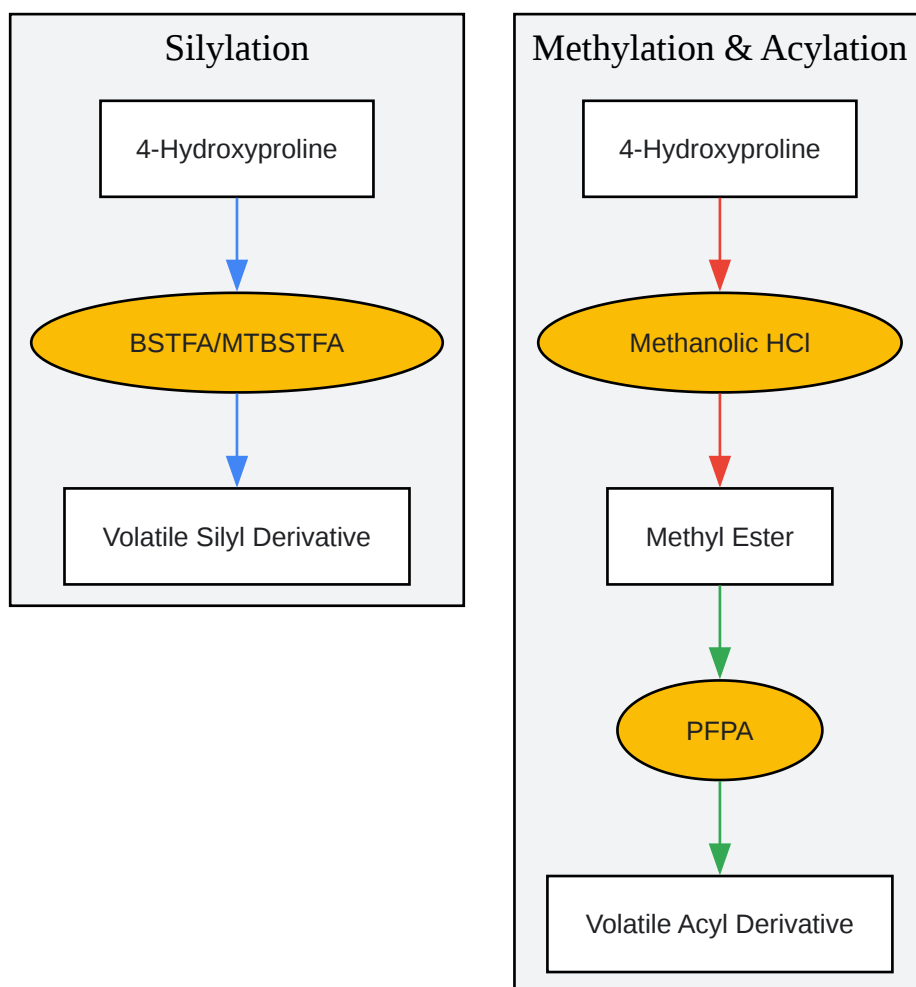 Silylation
4-Hydroxyproline
BSTFA/MTBSTFA
Volatile Silyl Derivative
Methylation & Acylation
4-Hydroxyproline
Methanolic HCl
Methyl Ester
PFPA
Volatile Acyl Derivative